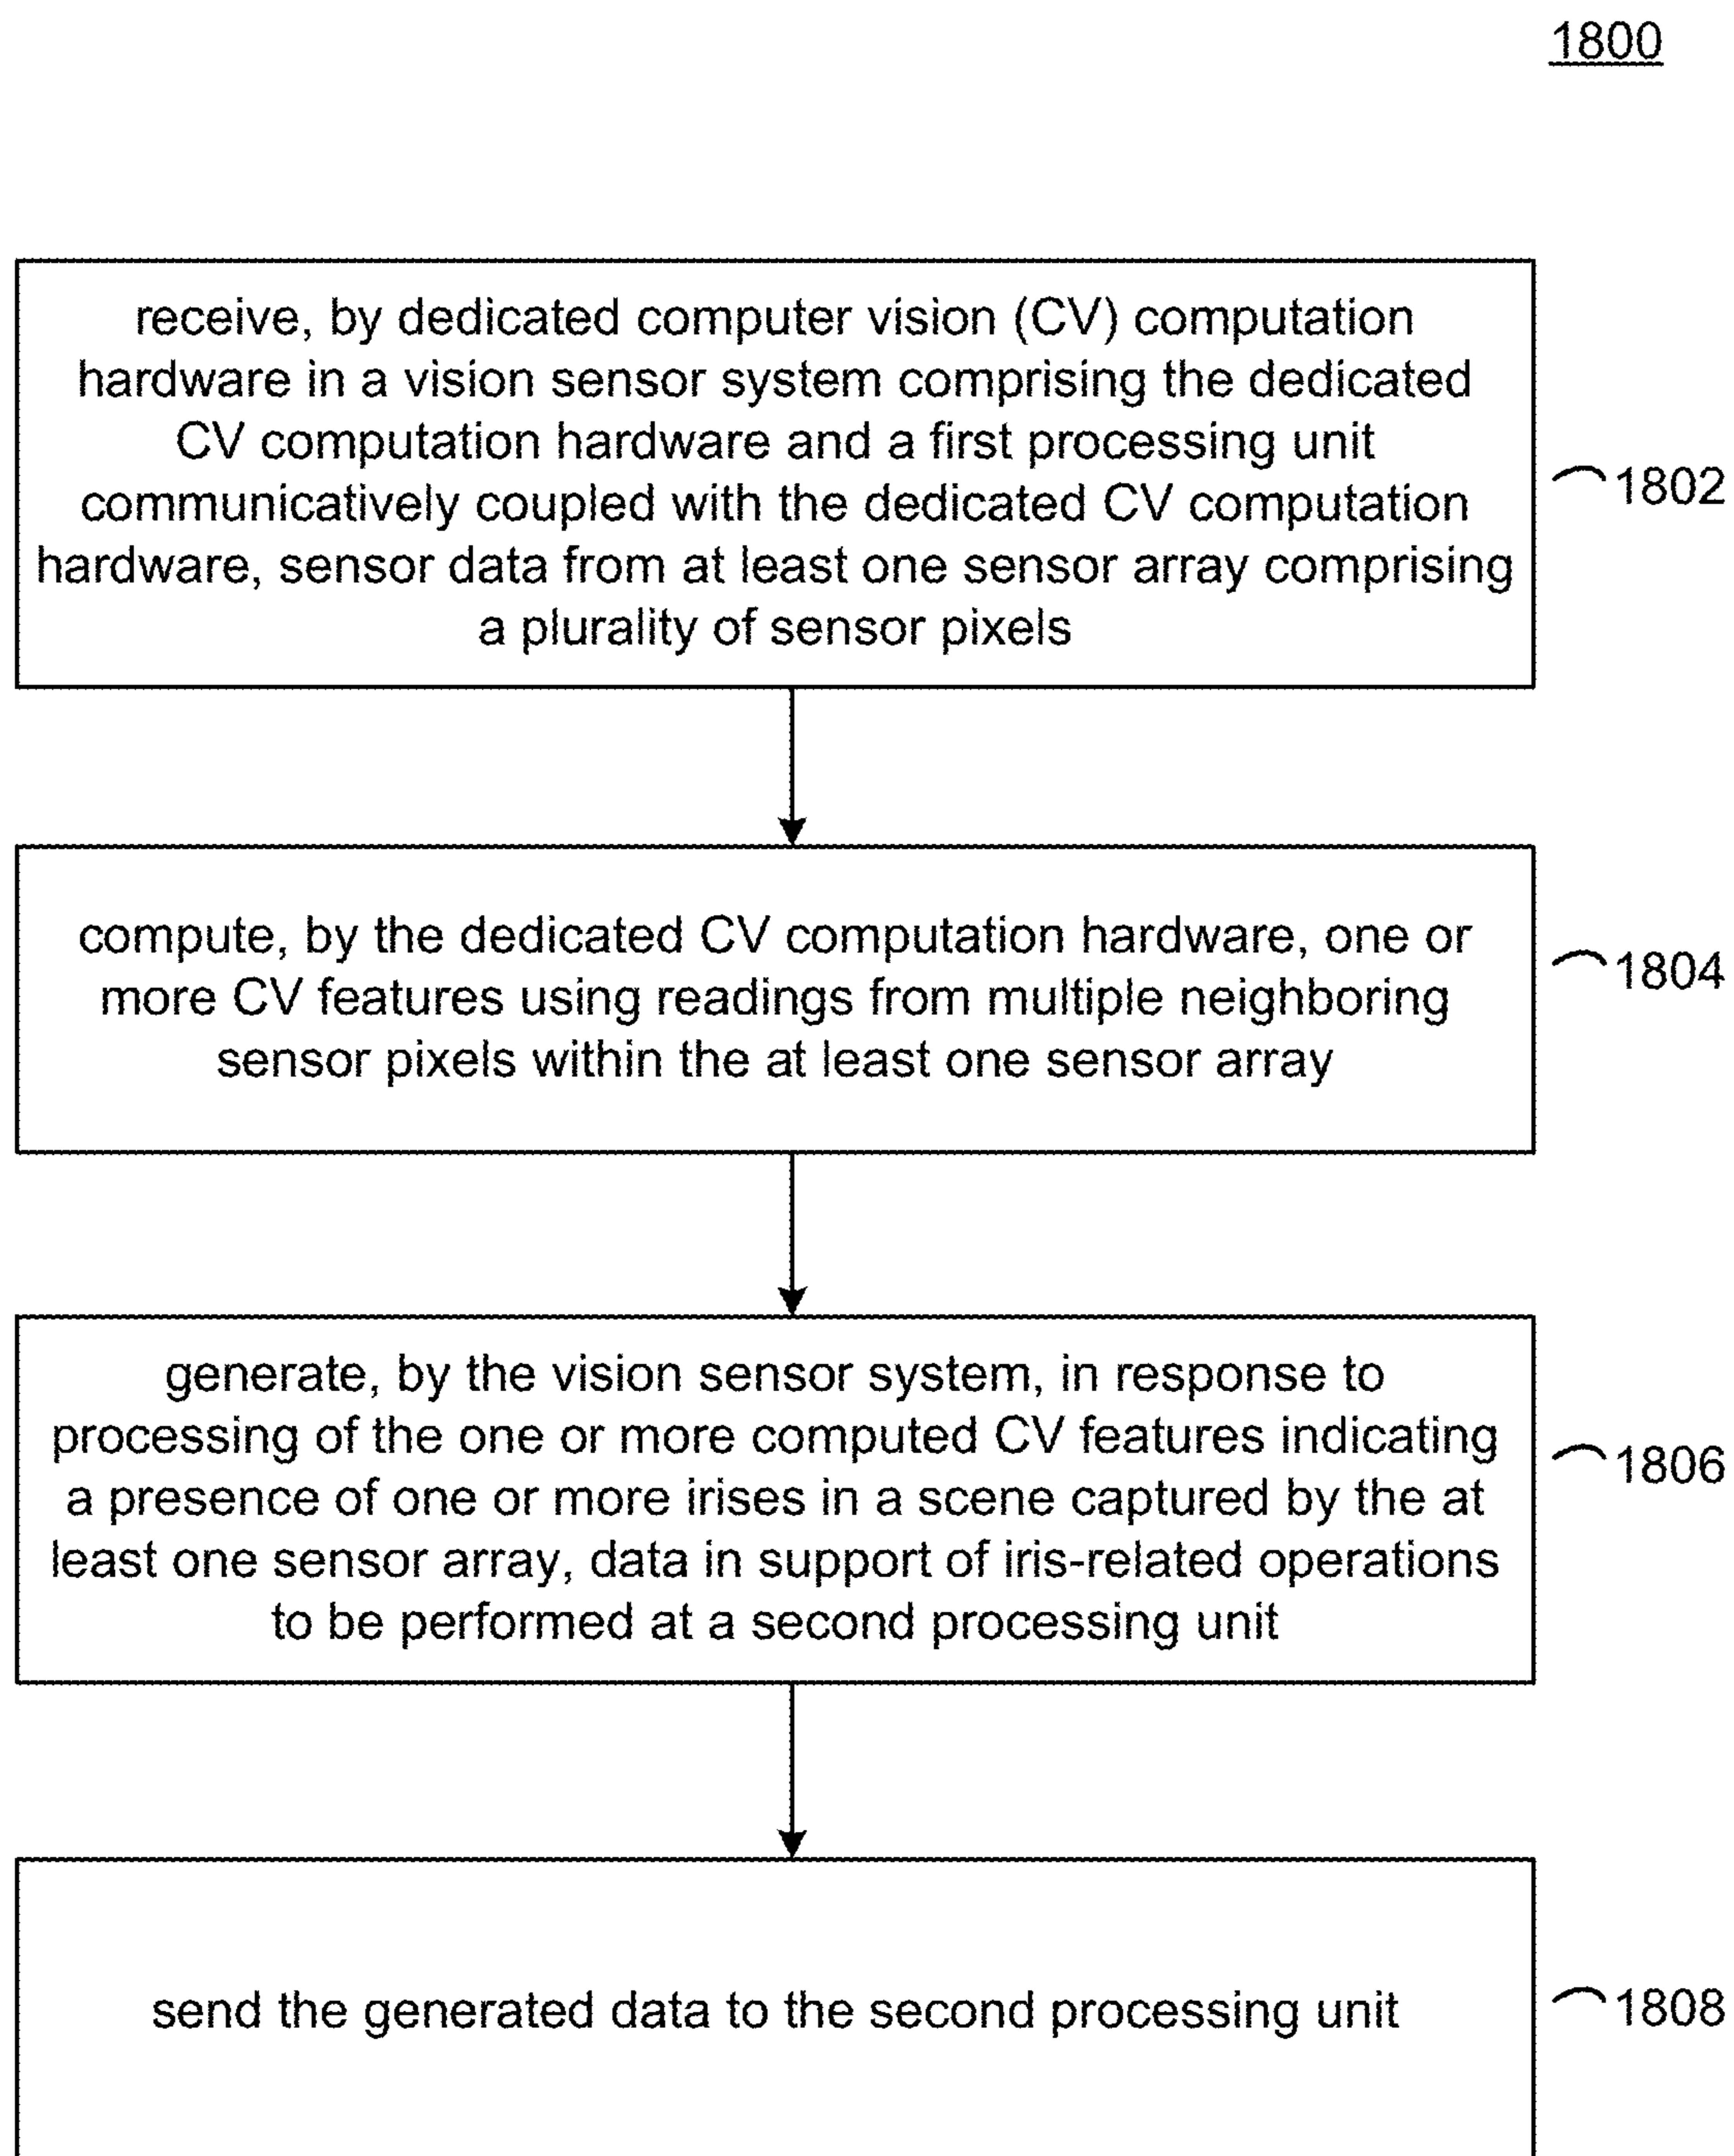 1800
receive, by dedicated computer vision (CV) computation
hardware in a vision sensor system comprising the dedicated
CV computation hardware and a first processing unit
communicatively coupled with the dedicated CV computation
hardware, sensor data from at least one sensor array comprising
a plurality of sensor pixels
1802
compute, by the dedicated CV computation hardware, one or
more CV features using readings from multiple neighboring
sensor pixels within the at least one sensor array
1804
generate, by the vision sensor system, in response to
processing of the one or more computed CV features indicating
a presence of one or more irises in a scene captured by the at
least one sensor array, data in support of iris-related operations
to be performed at a second processing unit
1806
send the generated data to the second processing unit
1808